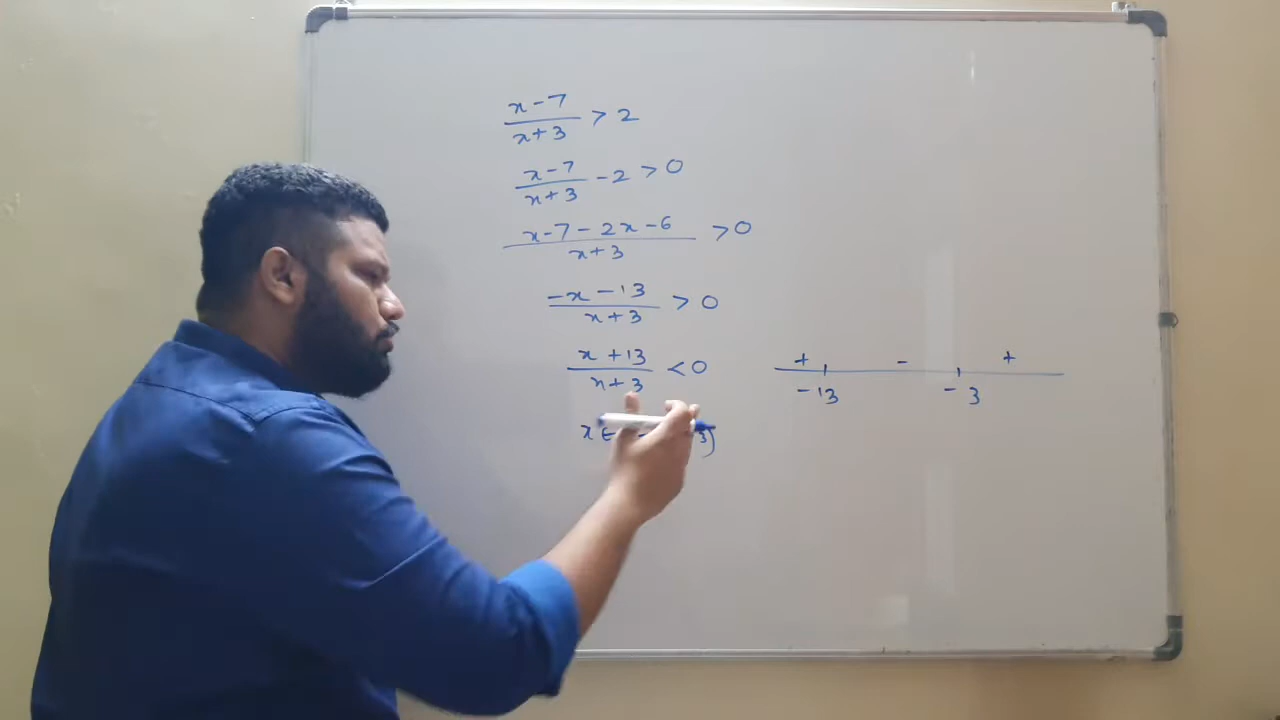 x-7
x+3 > 2
x-7
x+3 - 2 > 0
x-7-2x-6
x+3 > 0
-x-13
x+3 > 0
x+13
x+3 < 0
+ - +
-13 -3
x ∈ 3)